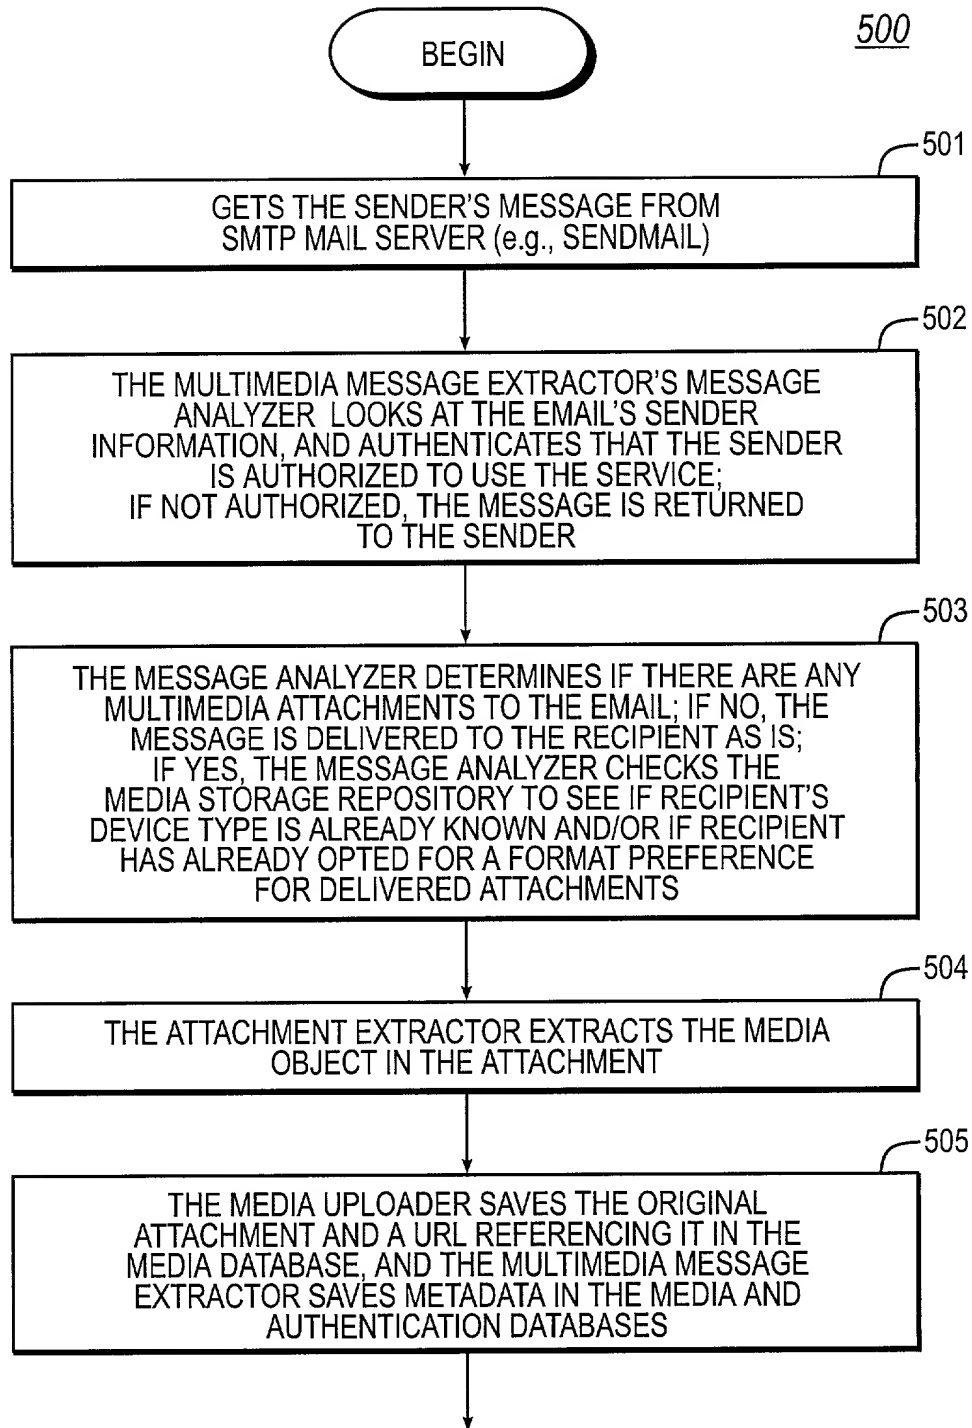 500
BEGIN
501
GETS THE SENDER'S MESSAGE FROM
SMTP MAIL SERVER (e.g., SENDMAIL)
502
THE MULTIMEDIA MESSAGE EXTRACTOR'S MESSAGE
ANALYZER LOOKS AT THE EMAIL'S SENDER
INFORMATION, AND AUTHENTICATES THAT THE SENDER
IS AUTHORIZED TO USE THE SERVICE;
IF NOT AUTHORIZED, THE MESSAGE IS RETURNED
TO THE SENDER
503
THE MESSAGE ANALYZER DETERMINES IF THERE ARE ANY
MULTIMEDIA ATTACHMENTS TO THE EMAIL; IF NO, THE
MESSAGE IS DELIVERED TO THE RECIPIENT AS IS;
IF YES, THE MESSAGE ANALYZER CHECKS THE
MEDIA STORAGE REPOSITORY TO SEE IF RECIPIENT'S
DEVICE TYPE IS ALREADY KNOWN AND/OR IF RECIPIENT
HAS ALREADY OPTED FOR A FORMAT PREFERENCE
FOR DELIVERED ATTACHMENTS
504
THE ATTACHMENT EXTRACTOR EXTRACTS THE MEDIA
OBJECT IN THE ATTACHMENT
505
THE MEDIA UPLOADER SAVES THE ORIGINAL
ATTACHMENT AND A URL REFERENCING IT IN THE
MEDIA DATABASE, AND THE MULTIMEDIA MESSAGE
EXTRACTOR SAVES METADATA IN THE MEDIA AND
AUTHENTICATION DATABASES